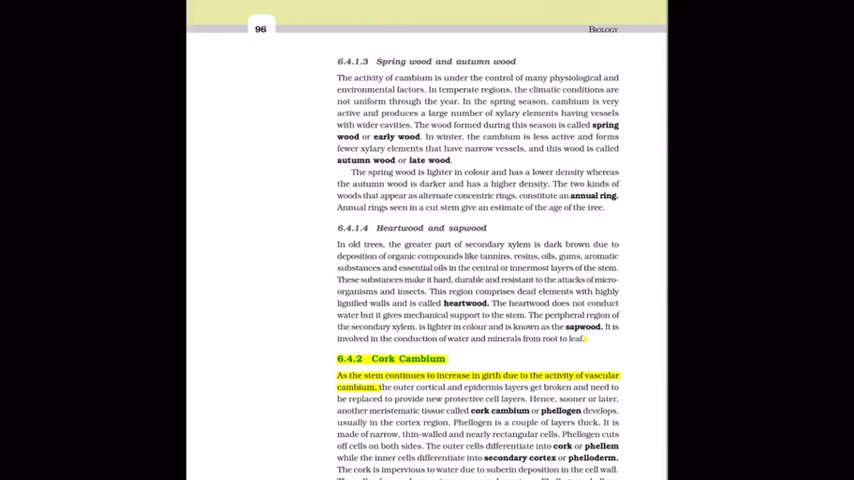 96
BIOLOGY
6.4.1.3 Spring wood and autumn wood
The activity of cambium is under the control of many physiological and
environmental factors. In temperate regions, the climatic conditions are
not uniform through the year. In the spring season, cambium is very
active and produces a large number of xylary elements having vessels
with wider cavities. The wood formed during this season is called spring
wood or early wood. In winter, the cambium is less active and forms
fewer xylary elements that have narrow vessels, and this wood is called
autumn wood or late wood.
The spring wood is lighter in colour and has a lower density whereas
the autumn wood is darker and has a higher density. The two kinds of
woods that appear as alternate concentric rings, constitute an annual ring.
Annual rings seen in a cut stem give an estimate of the age of the tree.
6.4.1.4 Heartwood and sapwood
In old trees, the greater part of secondary xylem is dark brown due to
deposition of organic compounds like tannins, resins, oils, gums, aromatic
substances and essential oils in the central or innermost layers of the stem.
These substances make it hard, durable and resistant to the attacks of micro-
organisms and insects. This region comprises dead elements with highly
lignified walls and is called heartwood. The heartwood does not conduct
water but it gives mechanical support to the stem. The peripheral region of
the secondary xylem, is lighter in colour and is known as the sapwood. It is
involved in the conduction of water and minerals from root to leaf.
6.4.2 Cork Cambium
As the stem continues to increase in girth due to the activity of vascular
cambium, the outer cortical and epidermis layers get broken and need to
be replaced to provide new protective cell layers. Hence, sooner or later,
another meristematic tissue called cork cambium or phellogen develops,
usually in the cortex region. Phellogen is a couple of layers thick. It is
made of narrow, thin-walled and nearly rectangular cells. Phellogen cuts
off cells on both sides. The outer cells differentiate into cork or phellem
while the inner cells differentiate into secondary cortex or phelloderm.
The cork is impervious to water due to suberin deposition in the cell wall.